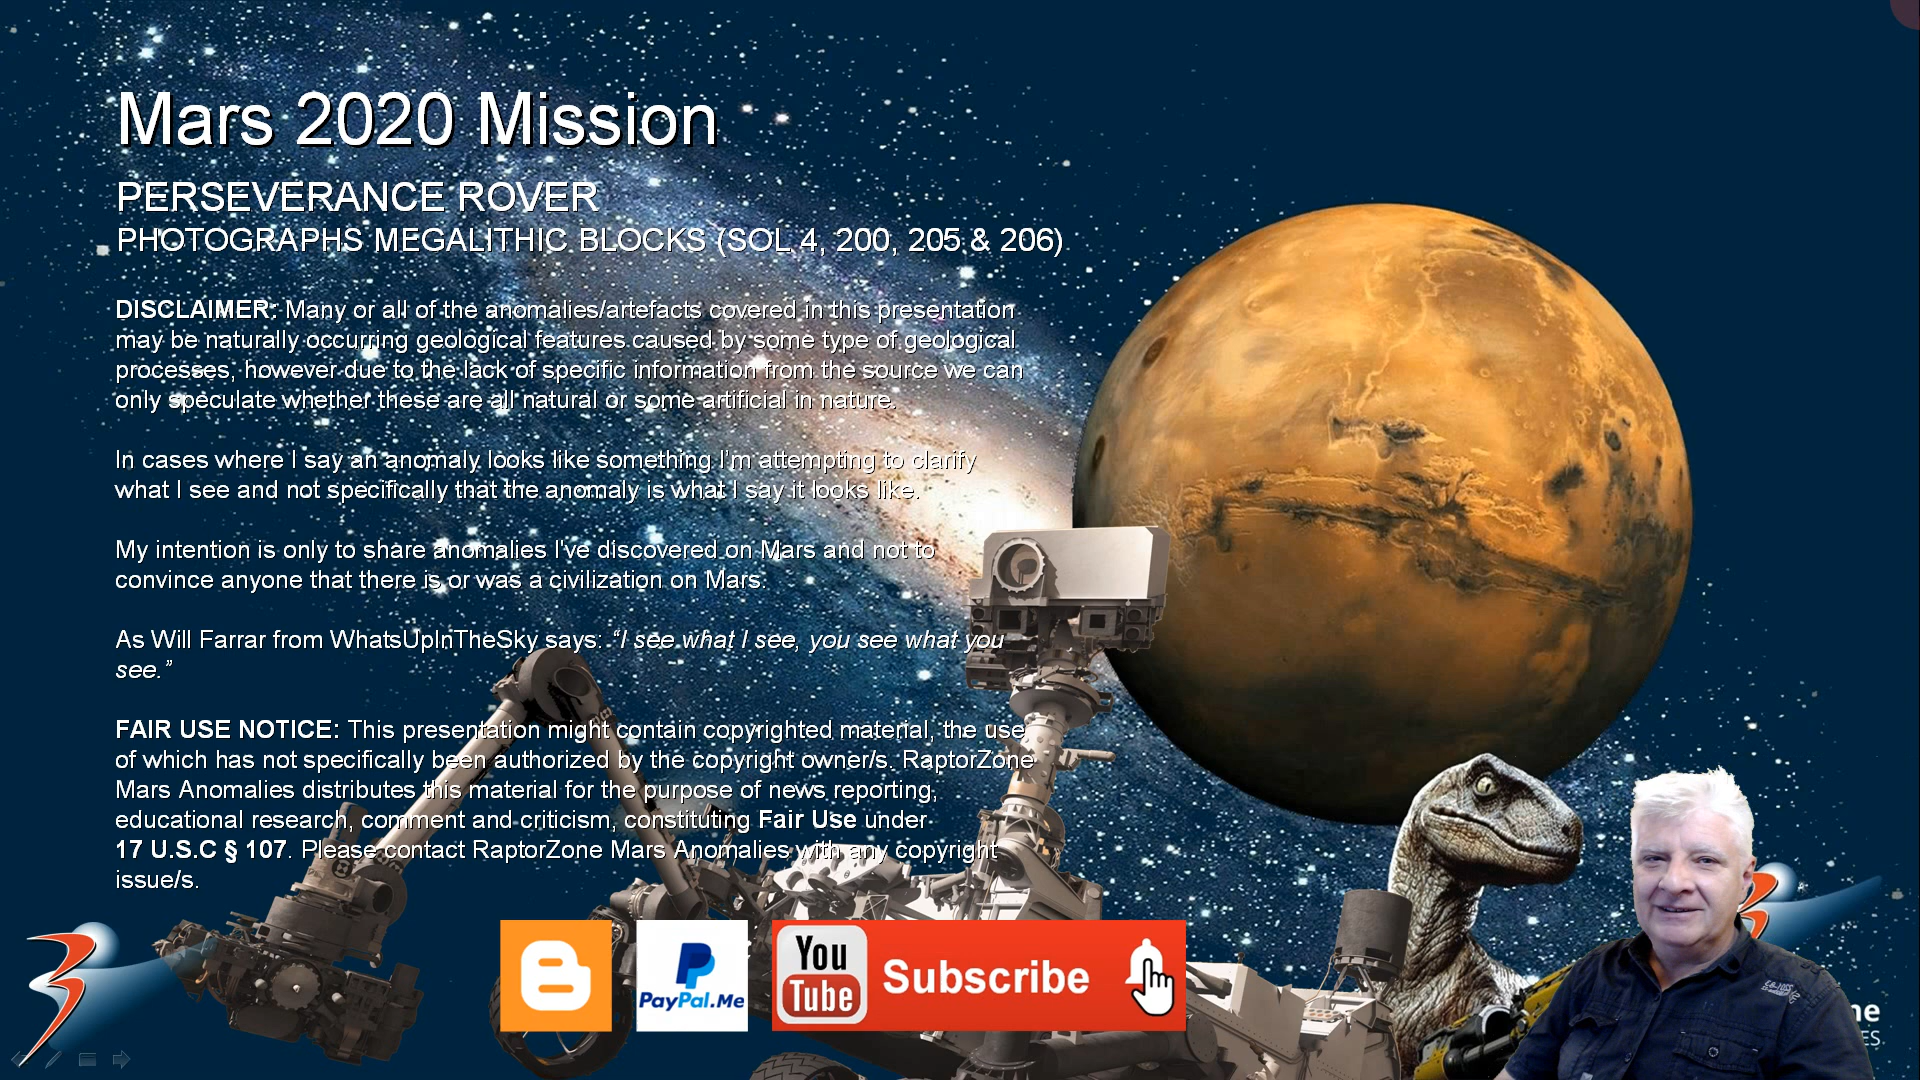 Mars 2020 Mission
PERSEVERANCE ROVER
PHOTOGRAPHS MEGALITHIC BLOCKS (SOL 4, 200, 205 & 206)
DISCLAIMER: Many or all of the anomalies/artefacts covered in this presentation
may be naturally occurring geological features caused by some type of geological
processes, however due to the lack of specific information from the source we can
only speculate whether these are all natural or some artificial in nature.
In cases where I say an anomaly looks like something I'm attempting to clarify
what I see and not specifically that the anomaly is what I say it looks like.
My intention is only to share anomalies I've discovered on Mars and not to
convince anyone that there is or was a civilization on Mars.
As Will Farrar from WhatsUpInTheSky says: “I see what I see, you see what you
see.”
FAIR USE NOTICE: This presentation might contain copyrighted material, the use
of which has not specifically been authorized by the copyright owner/s. RaptorZone
Mars Anomalies distributes this material for the purpose of news reporting,
educational research, comment and criticism, constituting Fair Use under
17 U.S.C § 107. Please contact RaptorZone Mars Anomalies with any copyright
issue/s.
PayPal.Me
You
Tube
Subscribe
ne
ES